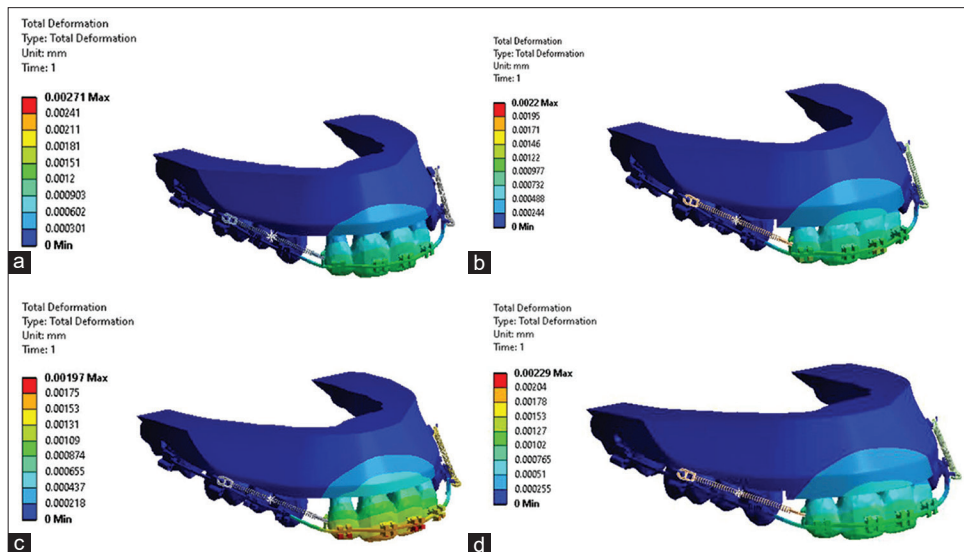 Total Deformation
Type: Total Deformation
Unit: mm
Time: 1
0.00271 Max
0.00241
0.00211
0.00181
0.00151
0.0012
0.000903
0.000602
0.000301
0 Min
a
Total Deformation
Type: Total Deformation
Unit: mm
Time: 1
0.0022 Max
0.00195
0.00171
0.00146
0.00122
0.000977
0.000732
0.000488
0.000244
0 Min
b
Total Deformation
Type: Total Deformation
Unit: mm
Time: 1
0.00197 Max
0.00175
0.00153
0.00131
0.00109
0.000874
0.000655
0.000437
0.000218
0 Min
c
Total Deformation
Type: Total Deformation
Unit: mm
Time: 1
0.00229 Max
0.00204
0.00178
0.00153
0.00127
0.00102
0.000765
0.00051
0.000255
0 Min
d